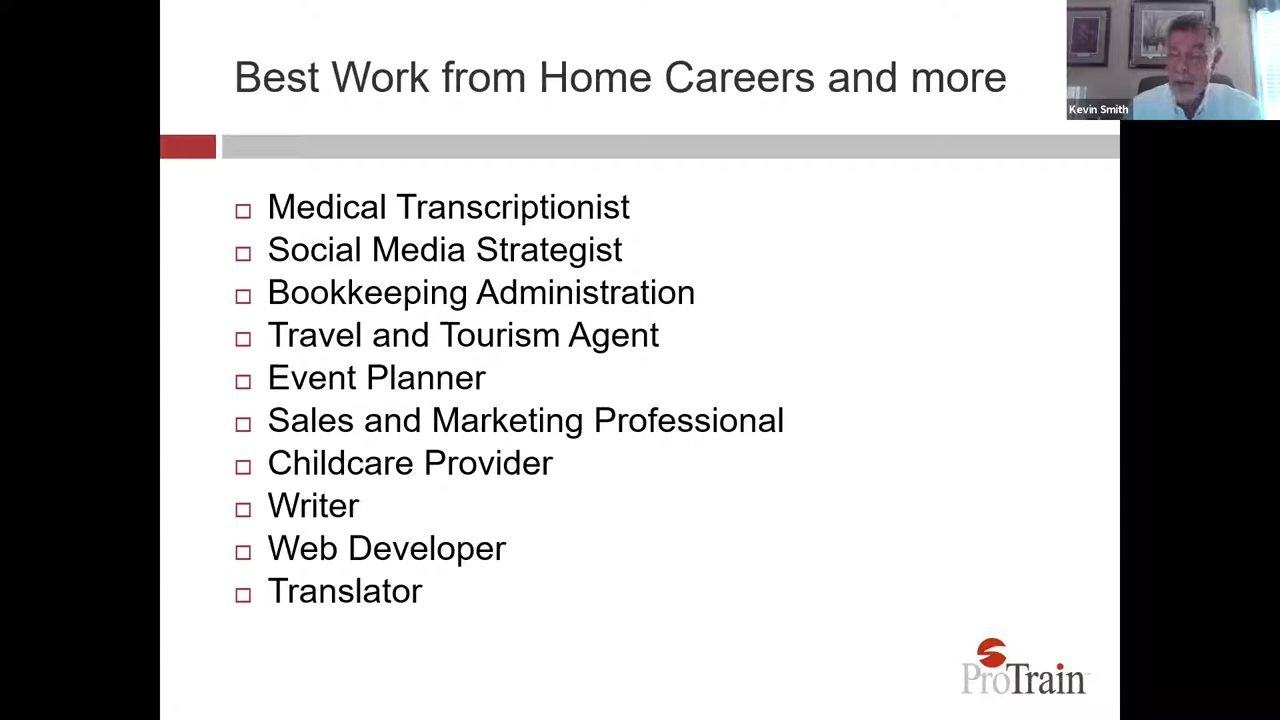 Best Work from Home Careers and more
Kevin Smith
Medical Transcriptionist
Social Media Strategist
Bookkeeping Administration
Travel and Tourism Agent
Event Planner
Sales and Marketing Professional
Childcare Provider
Writer
Web Developer
Translator
ProTrain